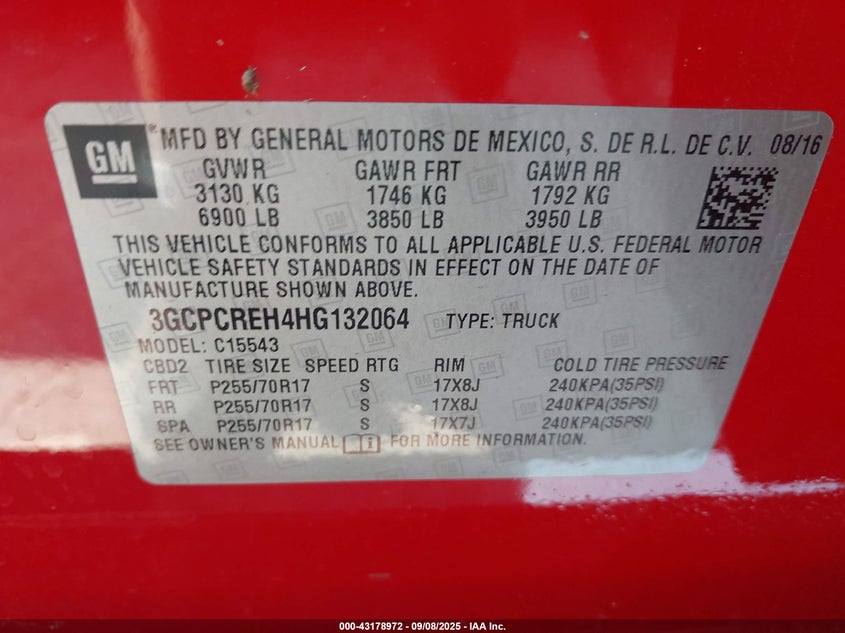 GM ® MFD BY GENERAL MOTORS DE MEXICO, S. DE R.L. DE C.V. 08/16
GVWR GAWR FRT GAWR RR
3130 KG 1746 KG 1792 KG
6900 LB 3850 LB 3950 LB
THIS VEHICLE CONFORMS TO ALL APPLICABLE U.S. FEDERAL MOTOR
VEHICLE SAFETY STANDARDS IN EFFECT ON THE DATE OF
MANUFACTURE SHOWN ABOVE.
3GCPCREH4HG132064 TYPE: TRUCK
MODEL: C15543
CBD2 TIRE SIZE SPEED RTG RIM COLD TIRE PRESSURE
FRT P255/70R17 S 17X8J 240KPA(35PSI)
RR P255/70R17 S 17X8J 240KPA(35PSI)
SPA P255/70R17 S 17X7J 240KPA(35PSI)
SEE OWNER'S MANUAL FOR MORE INFORMATION.
000-43178972 - 09/08/2025 - IAA Inc.